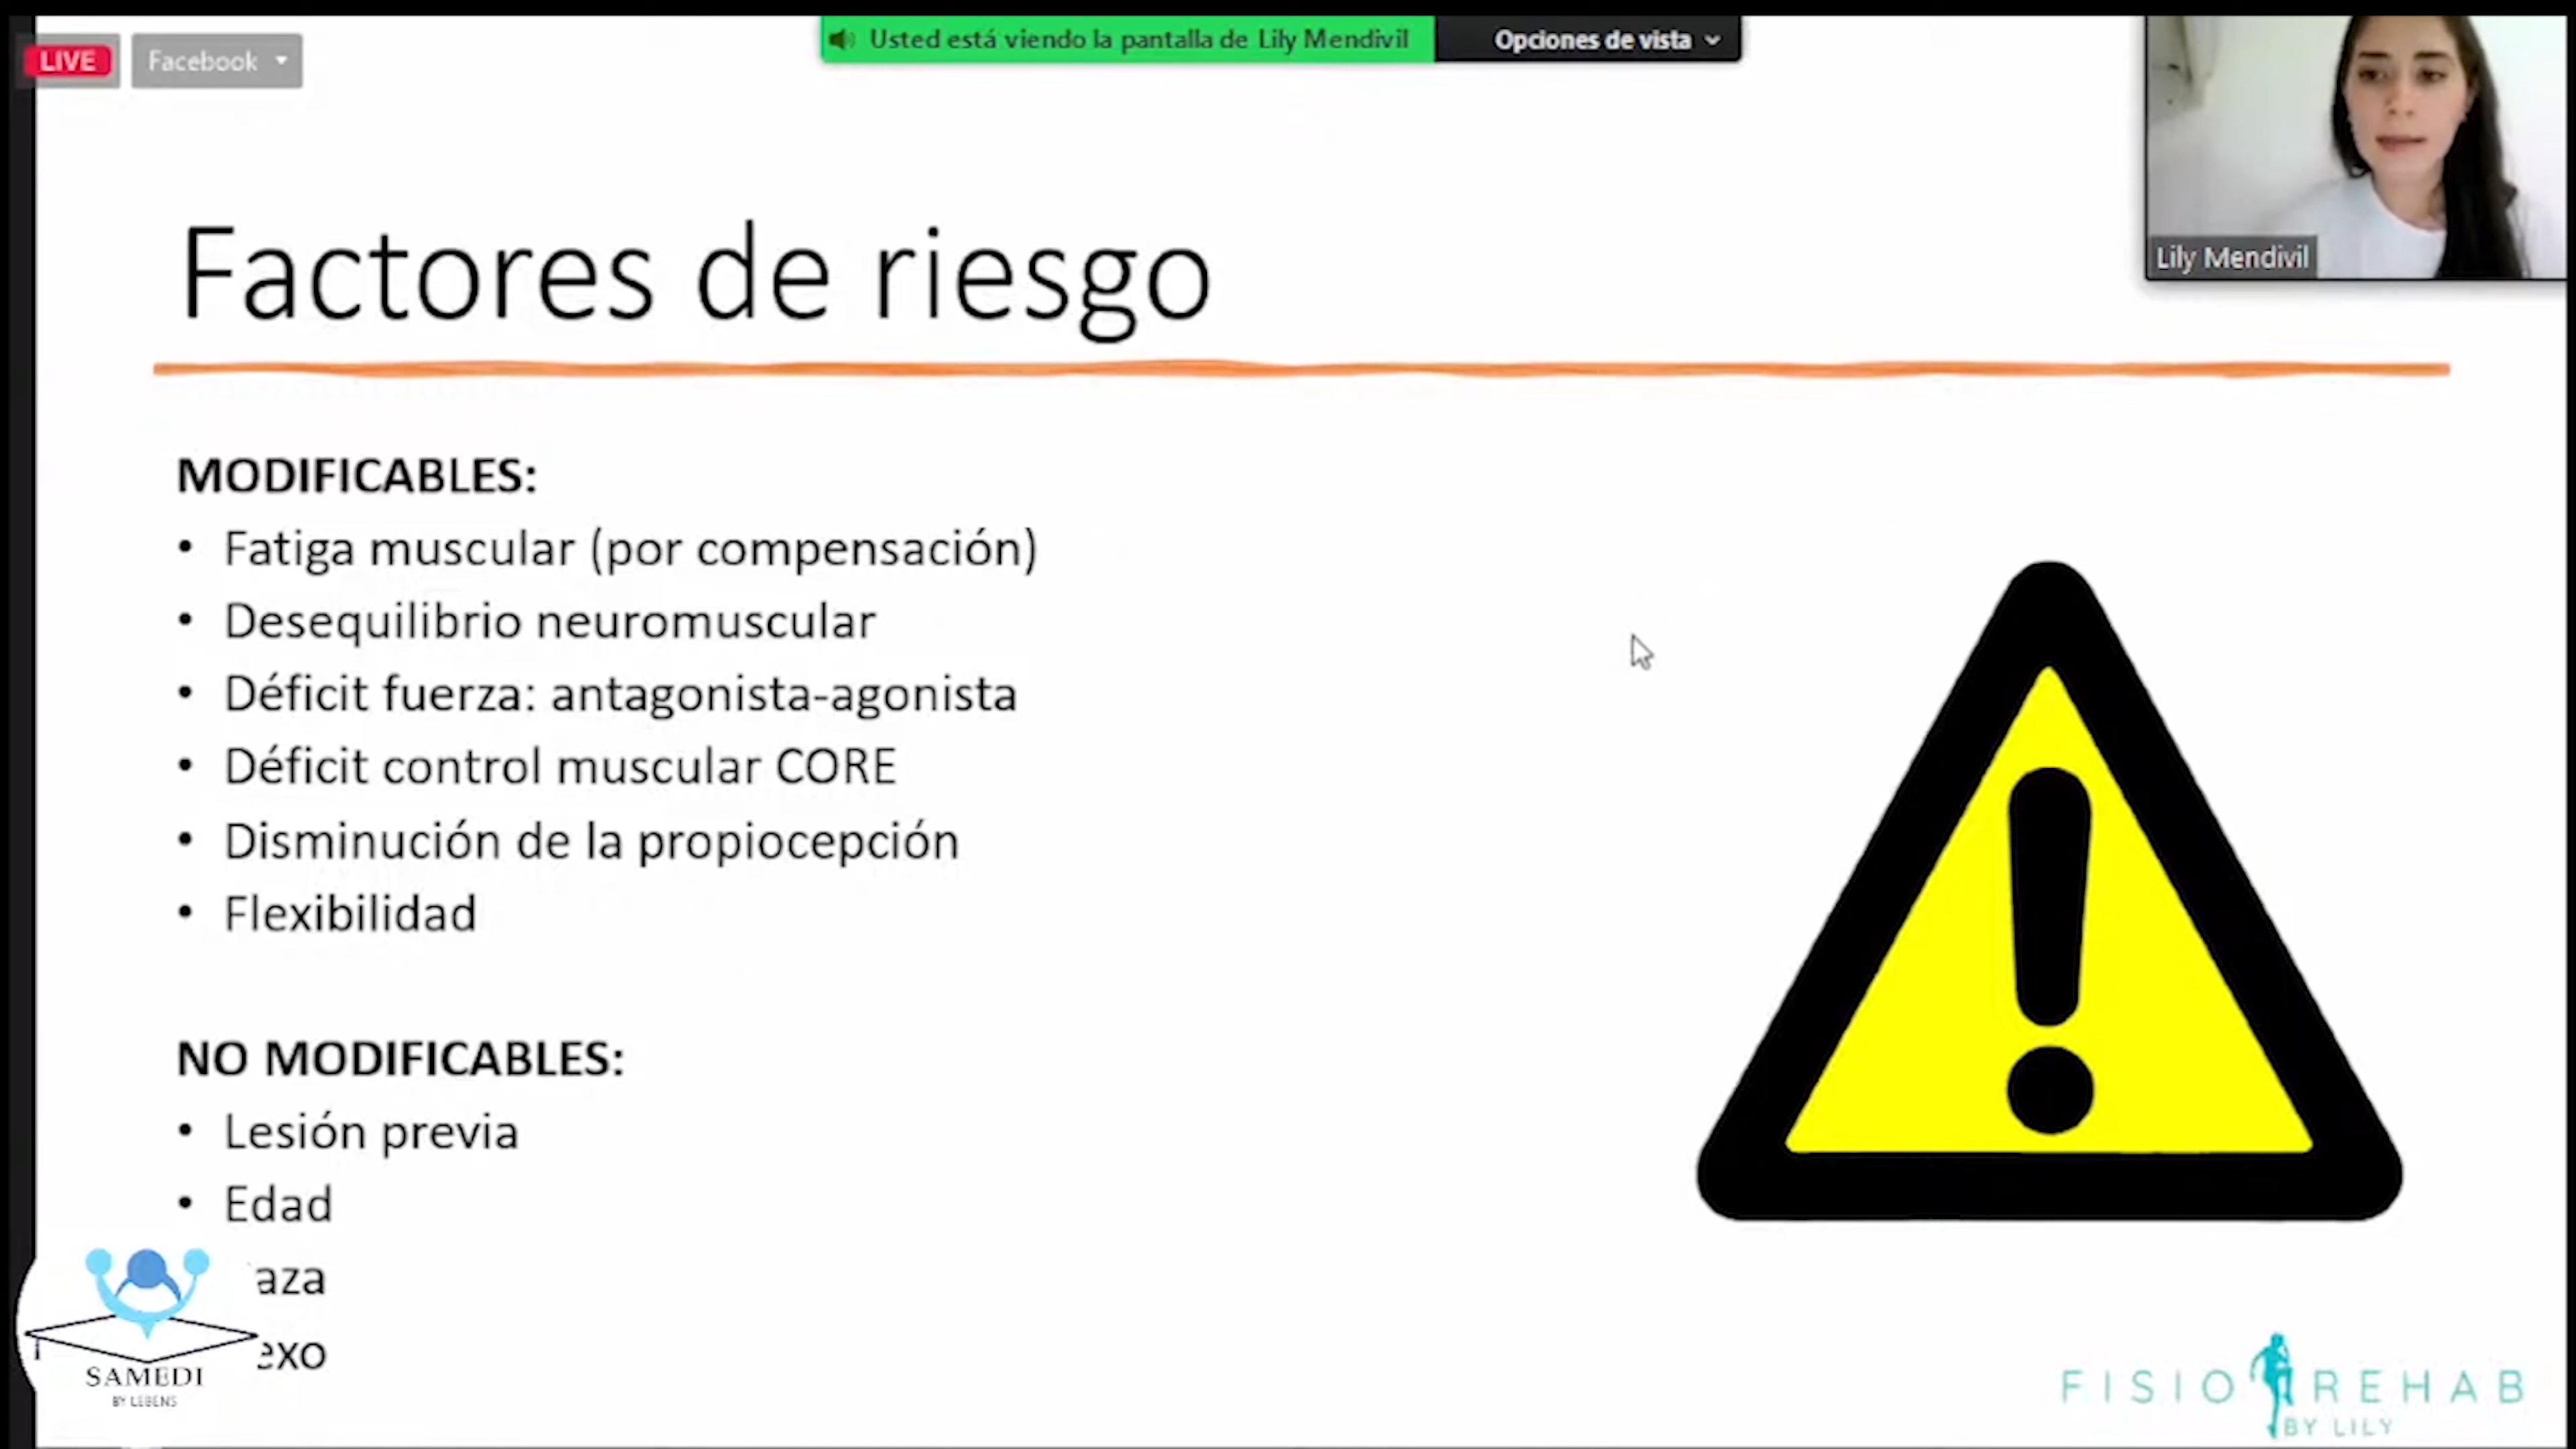 LIVE
Facebook
Usted está viendo la pantalla de Lily Mendivil
Opciones de vista
Lily Mendivil
Factores de riesgo
MODIFICABLES:
• Fatiga muscular (por compensación)
• Desequilibrio neuromuscular
• Déficit fuerza: antagonista-agonista
• Déficit control muscular CORE
• Disminución de la propiocepción
• Flexibilidad
NO MODIFICABLES:
• Lesión previa
• Edad
aza
exo
SAMEDI
BY LEBENS
FISIO REHAB
BY LILY